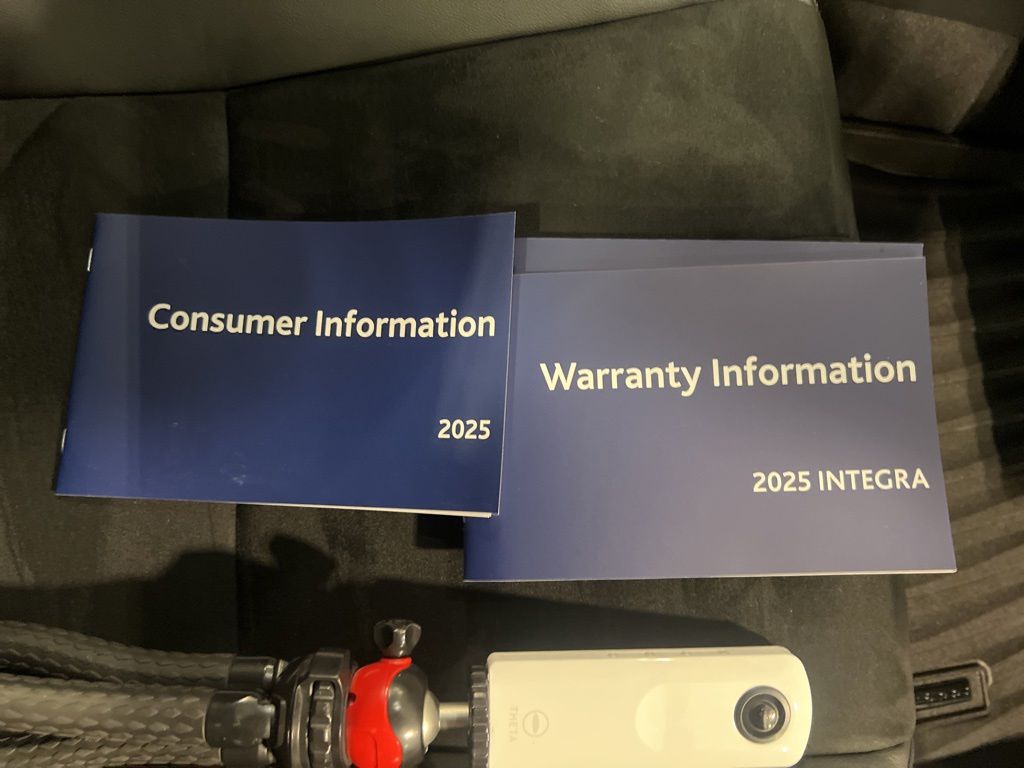 Consumer Information
2025
Warranty Information
2025 INTEGRA
THETA